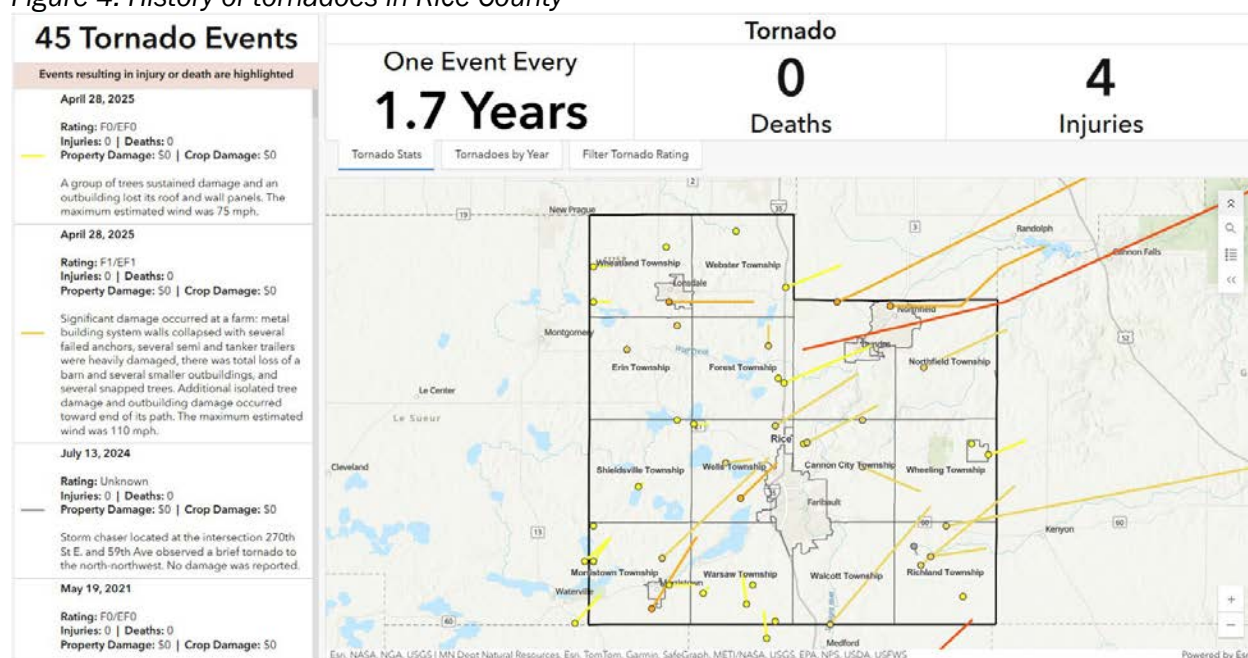 Figure 4: History of tornadoes in Rice County
45 Tornado Events
Events resulting in injury or death are highlighted
April 28, 2025
Rating: F0/EF0
Injuries: 0 | Deaths: 0
Property Damage: $0 | Crop Damage: $0
A group of trees sustained damage and an
outbuilding lost its roof and wall panels. The
maximum estimated wind was 75 mph.
April 28, 2025
Rating: F1/EF1
Injuries: 0 | Deaths: 0
Property Damage: $0 | Crop Damage: $0
Significant damage occurred at a farm: metal
building system walls collapsed with several
failed anchors, several semi and tanker trailers
were heavily damaged, there was total loss of a
barn and several smaller outbuildings, and
several snapped trees. Additional isolated tree
damage and outbuilding damage occurred
toward end of its path. The maximum estimated
wind was 110 mph.
July 13, 2024
Rating: Unknown
Injuries: 0 | Deaths: 0
Property Damage: $0 | Crop Damage: $0
Storm chaser located at the intersection 270th
St E. and 59th Ave observed a brief tornado to
the north-northwest. No damage was reported.
May 19, 2021
Rating: F0/EF0
Injuries: 0 | Deaths: 0
Property Damage: $0 | Crop Damage: $0
Tornado
One Event Every
1.7 Years
0
Deaths
4
Injuries
Tornado Stats
Tornadoes by Year
Filter Tornado Rating
2
New Prague
19
35
3
Randolph
Cannon Falls
Wheatland Township
Webster Township
Lonsdale
Northfield
Montgomery
52
Dundas
Erin Township
Forest Township
Northfield Township
Le Center
Le Sueur
21
Rice
Cleveland
Shieldsville Township
Wells Township
Cannon City Township
Wheeling Township
Faribault
13
60
Kenyon
60
Morristown Township
Warsaw Township
Walcott Township
Richland Township
Waterville
Morristown
60
Medford
+
−
Esri, NASA, NGA, USGS | MN Dept Natural Resources, Esri, TomTom, Garmin, SafeGraph, METI/NASA, USGS, EPA, NPS, USDA, USFWS
Powered by Esri